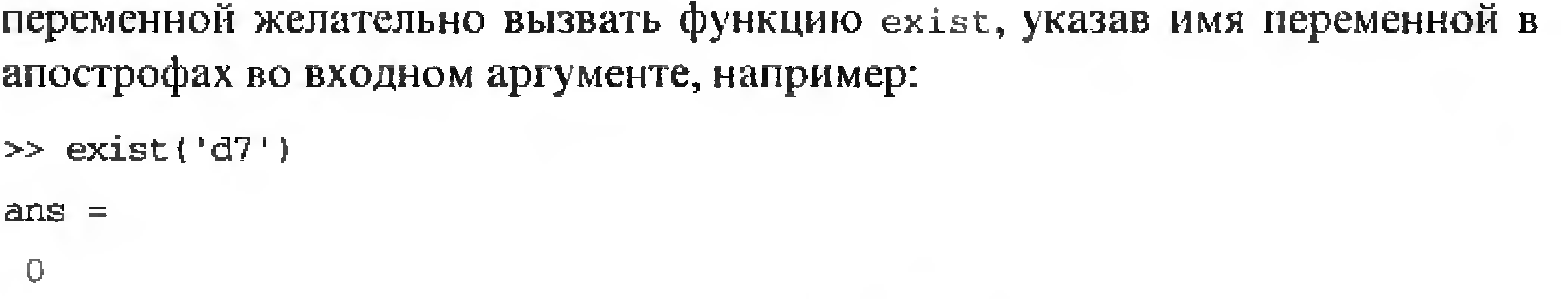 переменной желательно вызвать функцию exist, указав имя переменной в
апострофах во входном аргументе, например:
>> exist('d7')
ans =
0